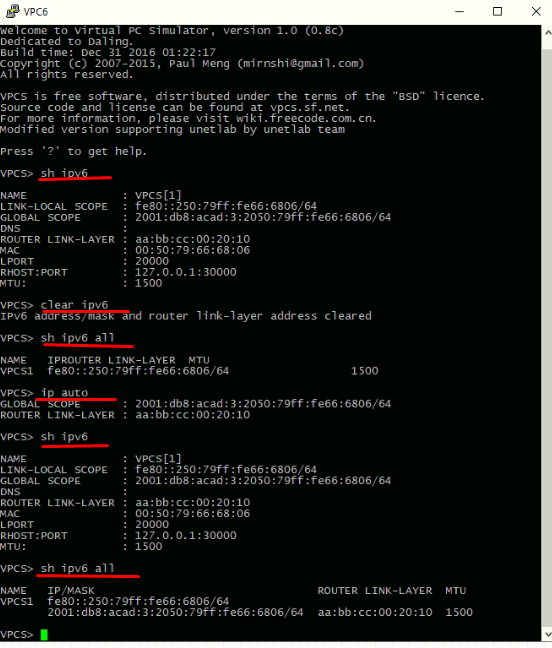 VPC6
Welcome to Virtual PC Simulator, version 1.0 (0.8c)
Dedicated to Daling.
Build time: Dec 31 2016 01:22:17
Copyright (c) 2007-2015, Paul Meng (mirnshi@gmail.com)
All rights reserved.
VPCS is free software, distributed under the terms of the "BSD" licence.
Source code and license can be found at vpcs.sf.net.
For more information, please visit wiki.freecode.com.cn.
Modified version supporting unetlab by unetlab team
Press '?' to get help.
VPCS> sh ipv6
NAME : VPCS[1]
LINK-LOCAL SCOPE : fe80::250:79ff:fe66:6806/64
GLOBAL SCOPE : 2001:db8:acad:3:2050:79ff:fe66:6806/64
DNS :
ROUTER LINK-LAYER : aa:bb:cc:00:20:10
MAC : 00:50:79:66:68:06
LPORT : 20000
RHOST:PORT : 127.0.0.1:30000
MTU: : 1500
VPCS> clear ipv6
IPv6 address/mask and router link-layer address cleared
VPCS> sh ipv6 all
NAME IPROUTER LINK-LAYER MTU
VPCS1 fe80::250:79ff:fe66:6806/64 1500
VPCS> ip auto
GLOBAL SCOPE : 2001:db8:acad:3:2050:79ff:fe66:6806/64
ROUTER LINK-LAYER : aa:bb:cc:00:20:10
VPCS> sh ipv6
NAME : VPCS[1]
LINK-LOCAL SCOPE : fe80::250:79ff:fe66:6806/64
GLOBAL SCOPE : 2001:db8:acad:3:2050:79ff:fe66:6806/64
DNS :
ROUTER LINK-LAYER : aa:bb:cc:00:20:10
MAC : 00:50:79:66:68:06
LPORT : 20000
RHOST:PORT : 127.0.0.1:30000
MTU: : 1500
VPCS> sh ipv6 all
NAME IP/MASK ROUTER LINK-LAYER MTU
VPCS1 fe80::250:79ff:fe66:6806/64
2001:db8:acad:3:2050:79ff:fe66:6806/64 aa:bb:cc:00:20:10 1500
VPCS>